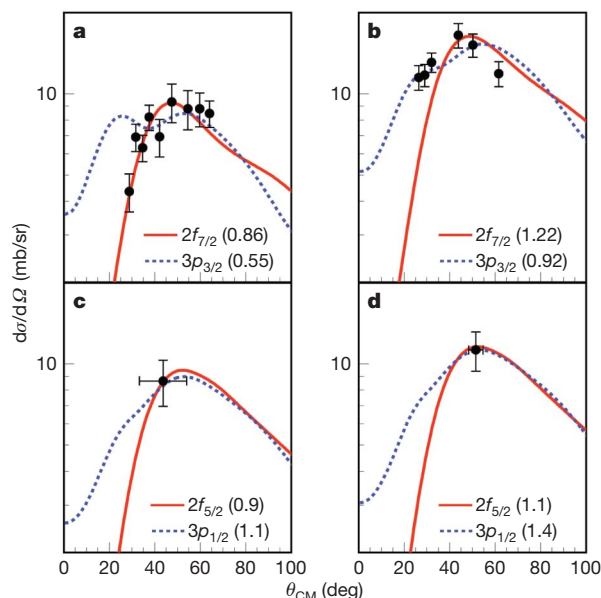 a
b
10
10
2f7/2 (0.86)
3p3/2 (0.55)
2f7/2 (1.22)
3p3/2 (0.92)
dσ/dΩ (mb/sr)
c
d
10
10
2f5/2 (0.9)
3p1/2 (1.1)
2f5/2 (1.1)
3p1/2 (1.4)
0 20 40 60 80 100
0 20 40 60 80 100
θCM (deg)